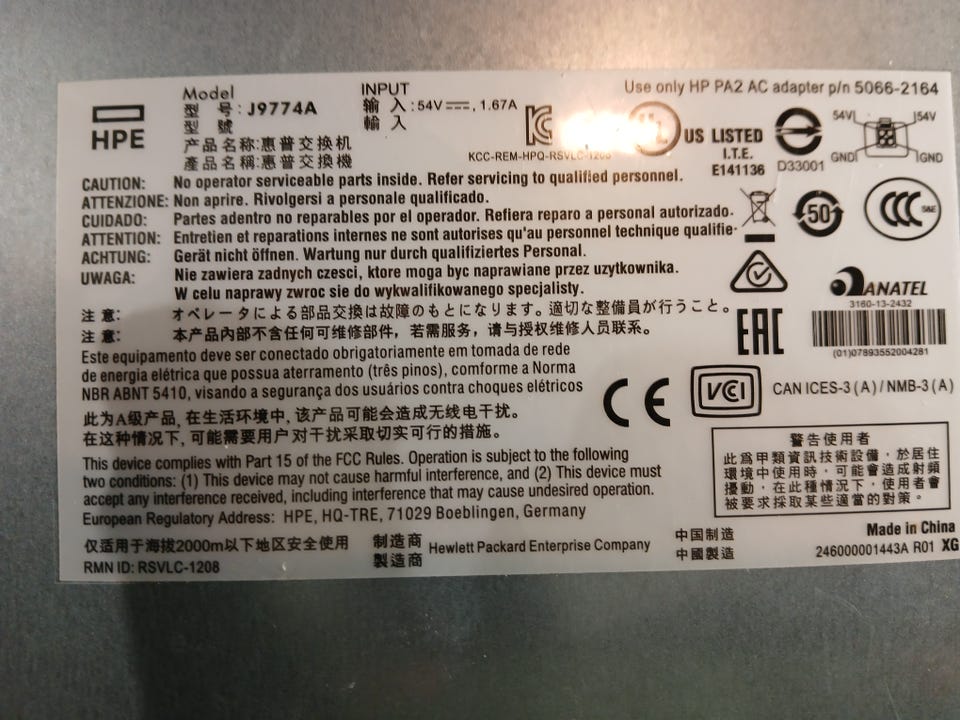 HPE
Model
型 号: J9774A
型 號
产品名称:惠普交换机
產品名稱:惠普交換機
INPUT
输 入:54V⎓, 1.67A
輸 入
Use only HP PA2 AC adapter p/n 5066-2164
KCC-REM-HPQ-RSVLC-1208
UL US LISTED
I.T.E.
E141136
D33001
54V 54V
GND GND
CAUTION: No operator serviceable parts inside. Refer servicing to qualified personnel.
ATTENZIONE: Non aprire. Rivolgersi a personale qualificado.
CUIDADO: Partes adentro no reparables por el operador. Refiera reparo a personal autorizado.
ATTENTION: Entretien et reparations internes ne sont autorises qu'au personnel technique qualifie.
ACHTUNG: Gerät nicht öffnen. Wartung nur durch qualifiziertes Personal.
UWAGA: Nie zawiera zadnych czesci, ktore moga byc naprawiane przez uzytkownika.
W celu naprawy zwroc sie do wykwalifikowanego specjalisty.
注 意: オペレータによる部品交換は故障のもとになります。適切な整備員が行うこと。
注 意: 本产品内部不含任何可维修部件，若需服务，请与授权维修人员联系。
50
CCC S&E
ANATEL
3160-13-2432
(01)07893552004281
EAC
Este equipamento deve ser conectado obrigatoriamente em tomada de rede
de energia elétrica que possua aterramento (três pinos), conforme a Norma
NBR ABNT 5410, visando a segurança dos usuários contra choques elétricos
CE
VCCI
CAN ICES-3 (A) / NMB-3 (A)
此为A级产品, 在生活环境中, 该产品可能会造成无线电干扰。
在这种情况下, 可能需要用户对干扰采取切实可行的措施。
This device complies with Part 15 of the FCC Rules. Operation is subject to the following
two conditions: (1) This device may not cause harmful interference, and (2) This device must
accept any interference received, including interference that may cause undesired operation.
European Regulatory Address: HPE, HQ-TRE, 71029 Boeblingen, Germany
警告使用者
此為甲類資訊技術設備，於居住
環境中使用時，可能會造成射頻
擾動，在此種情況下，使用者會
被要求採取某些適當的對策。
仅适用于海拔2000m以下地区安全使用
RMN ID: RSVLC-1208
制造商
製造商
Hewlett Packard Enterprise Company
中国制造
中國製造
Made in China
246000001443A R01 XG